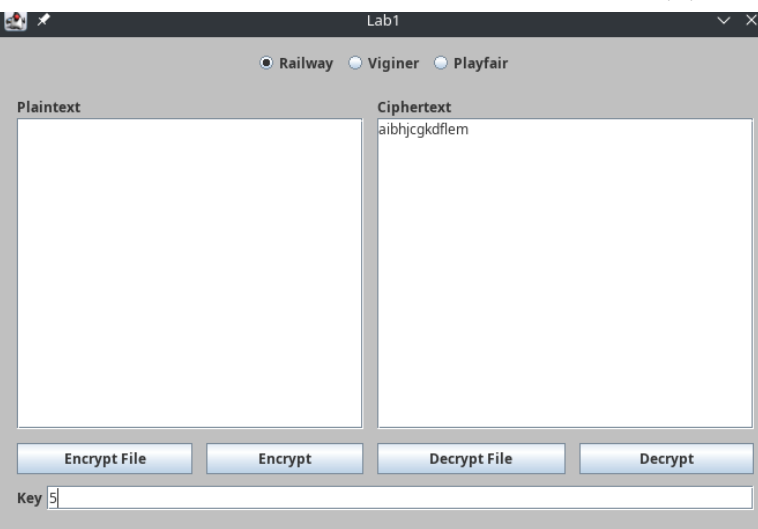 Lab1
Railway Viginer Playfair
Plaintext Ciphertext
aibhjcgkdflem
Encrypt File Encrypt Decrypt File Decrypt
Key 5